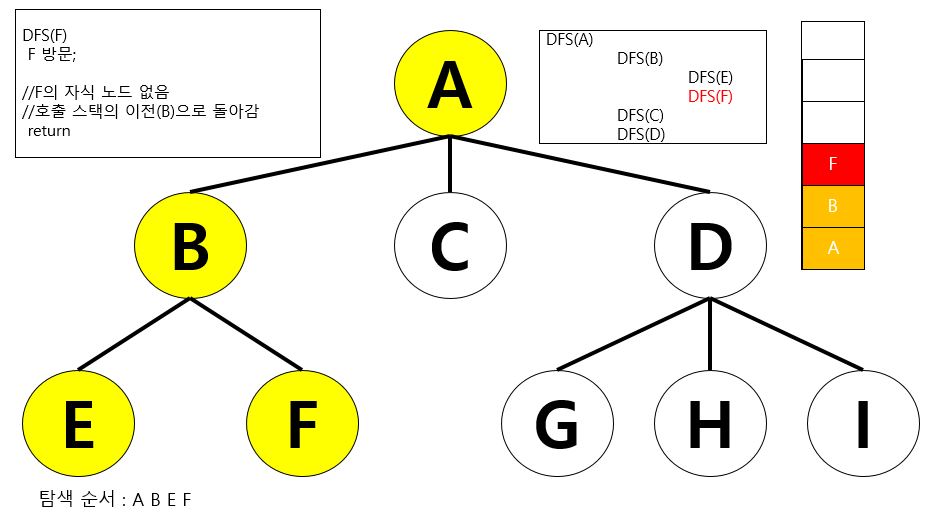 DFS(F)
F 방문;
//F의 자식 노드 없음
//호출 스택의 이전(B)으로 돌아감
return
A
DFS(A)
DFS(B)
DFS(E)
DFS(F)
DFS(C)
DFS(D)
F
B
A
B
C
D
E
F
G
H
I
탐색 순서 : A B E F